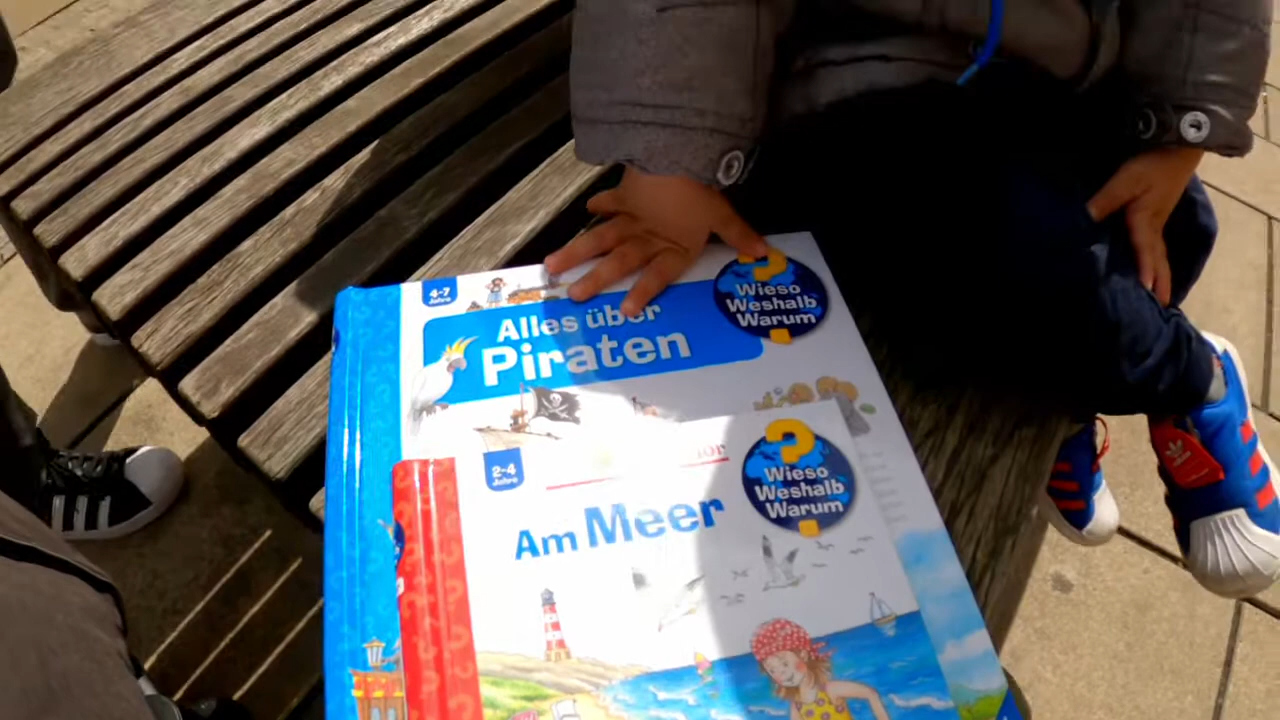 4-7
Jahre
Alles über
Piraten
Wieso
Weshalb
Warum
2-4
Jahre
Wieso
Weshalb
Warum
Am Meer